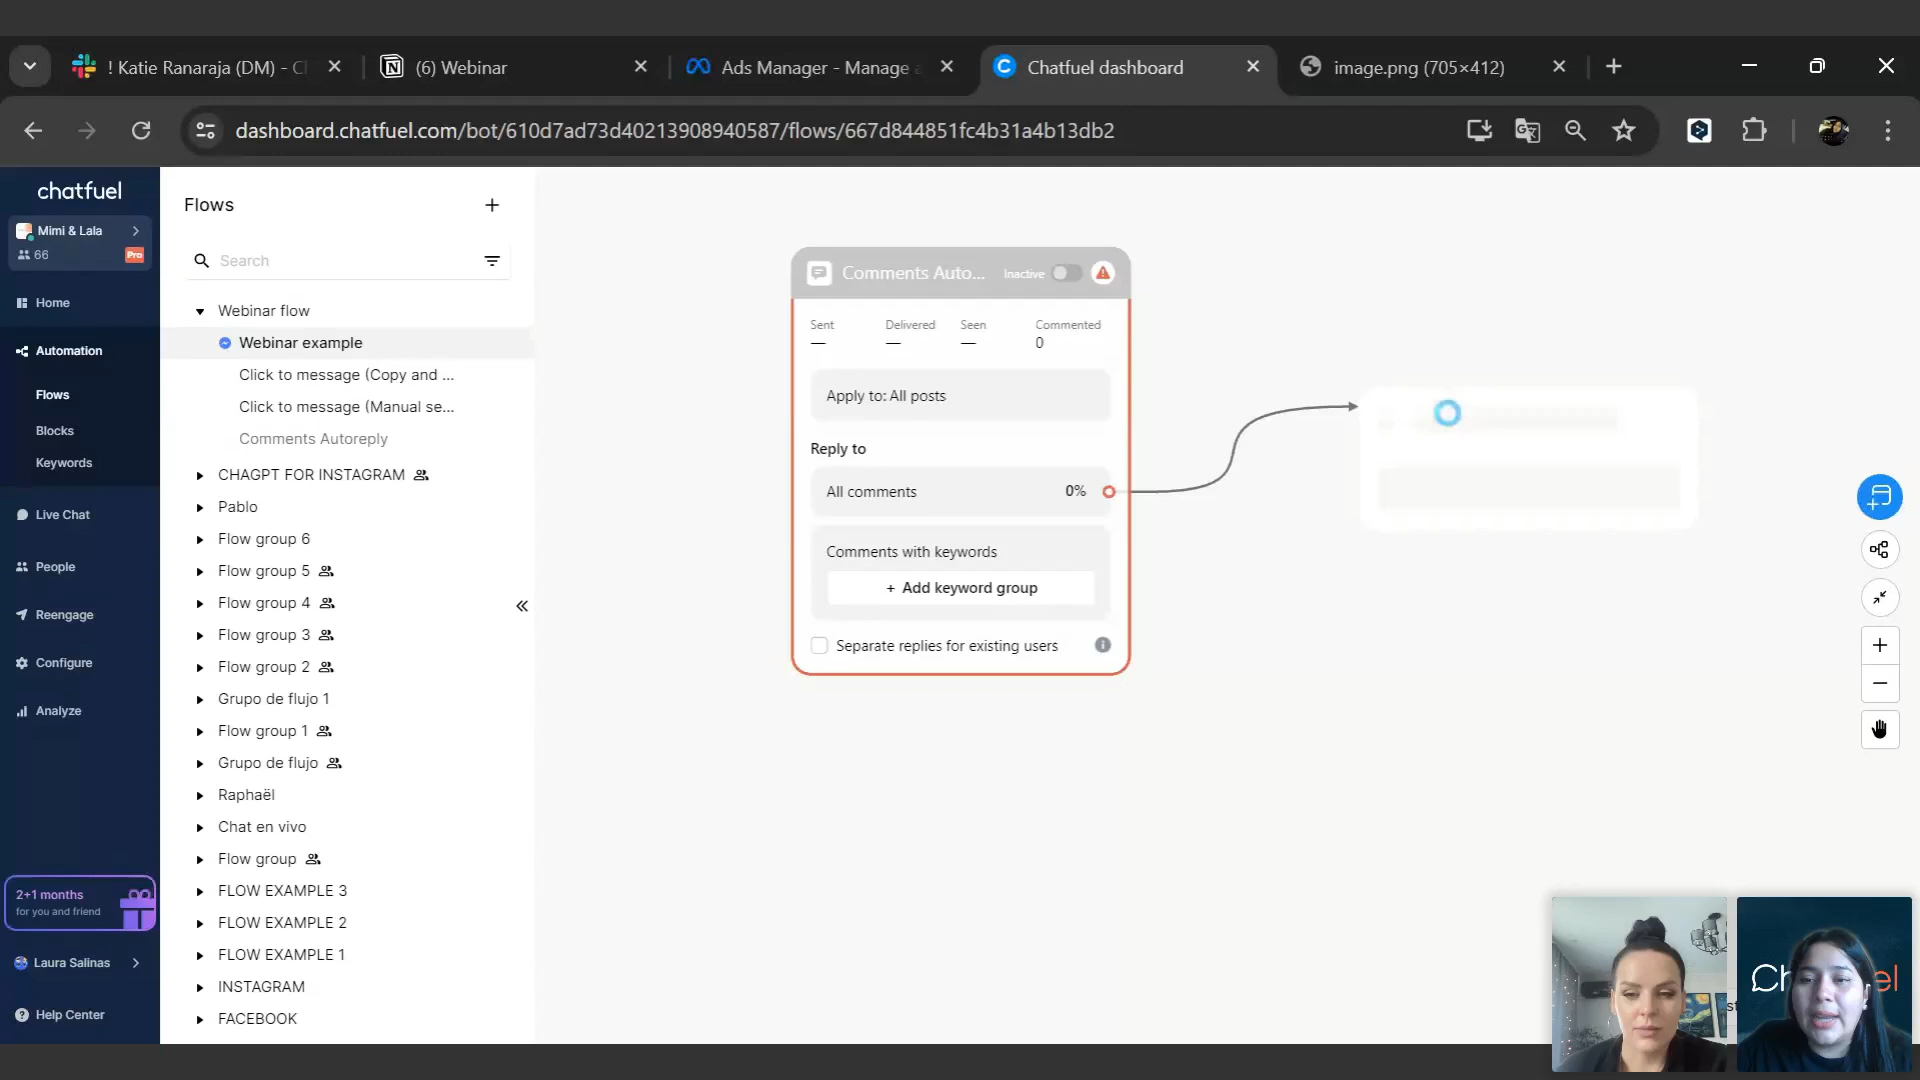 ! Katie Ranaraja (DM) - C
(6) Webinar
Ads Manager - Manage a
Chatfuel dashboard
image.png (705×412)
dashboard.chatfuel.com/bot/610d7ad73d40213908940587/flows/667d844851fc4b31a4b13db2
chatfuel
Mimi & Lala
66
Pro
Home
Automation
Flows
Blocks
Keywords
Live Chat
People
Reengage
Configure
Analyze
2+1 months
for you and friend
Laura Salinas
Help Center
Flows
Search
Webinar flow
Webinar example
Click to message (Copy and ...
Click to message (Manual se...
Comments Autoreply
CHAGPT FOR INSTAGRAM
Pablo
Flow group 6
Flow group 5
Flow group 4
Flow group 3
Flow group 2
Grupo de flujo 1
Flow group 1
Grupo de flujo
Raphaël
Chat en vivo
Flow group
FLOW EXAMPLE 3
FLOW EXAMPLE 2
FLOW EXAMPLE 1
INSTAGRAM
FACEBOOK
Comments Auto...
Inactive
Sent
Delivered
Seen
Commented
—
—
—
0
Apply to: All posts
Reply to
All comments
0%
Comments with keywords
+ Add keyword group
Separate replies for existing users